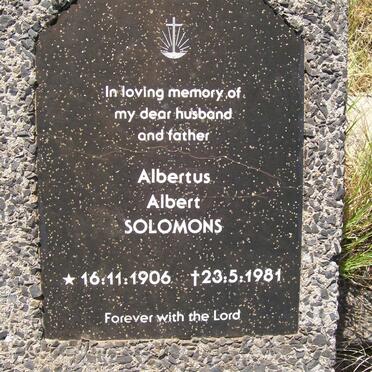 In loving memory of
my dear husband
and father
Albertus
Albert
SOLOMONS
★ 16:11:1906 †23:5:1981
Forever with the Lord